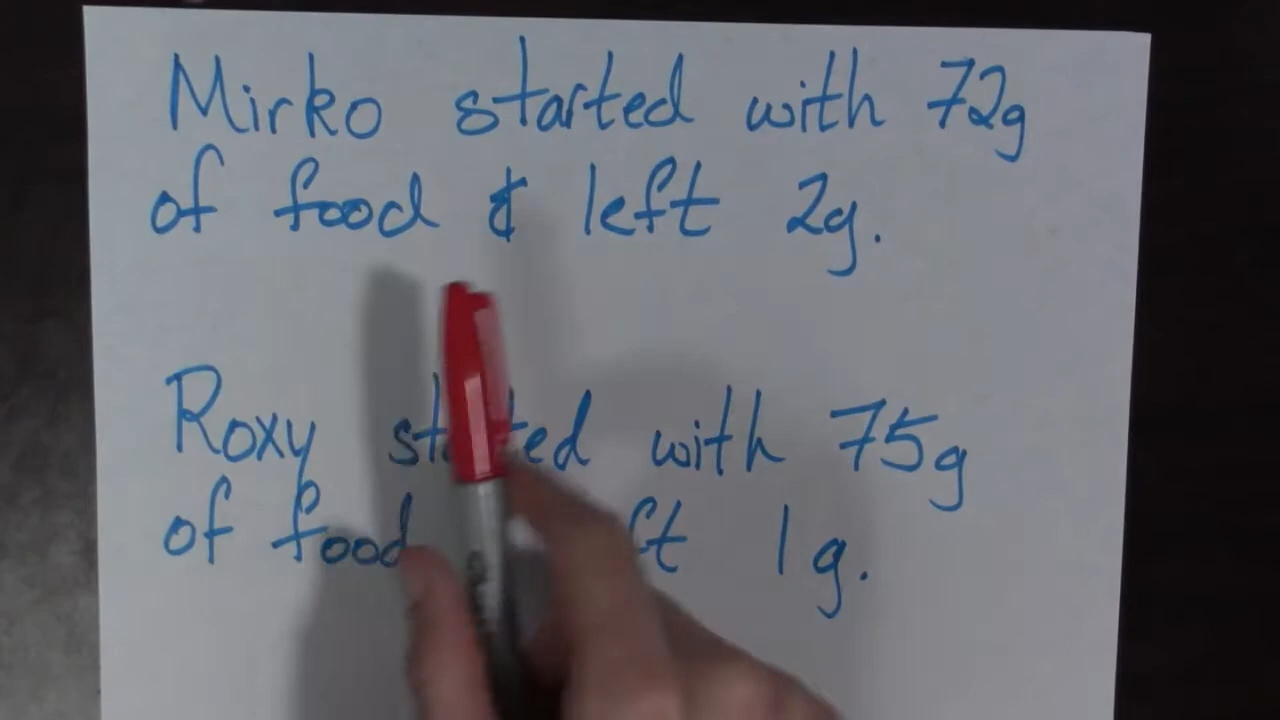 Mirko started with 72g
of food & left 2g.
Roxy with 75g
of food 1g.